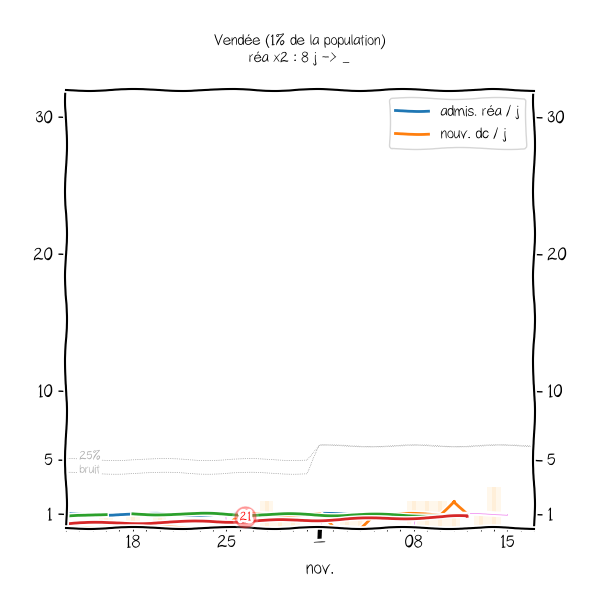 Vendée (1% de la population)
réa x2 : 8 j -> _
admis. réa / j
nouv. dc / j
30
30
20
20
10
10
5
25%
bruit
5
1
21
1
18
25
1
08
15
nov.